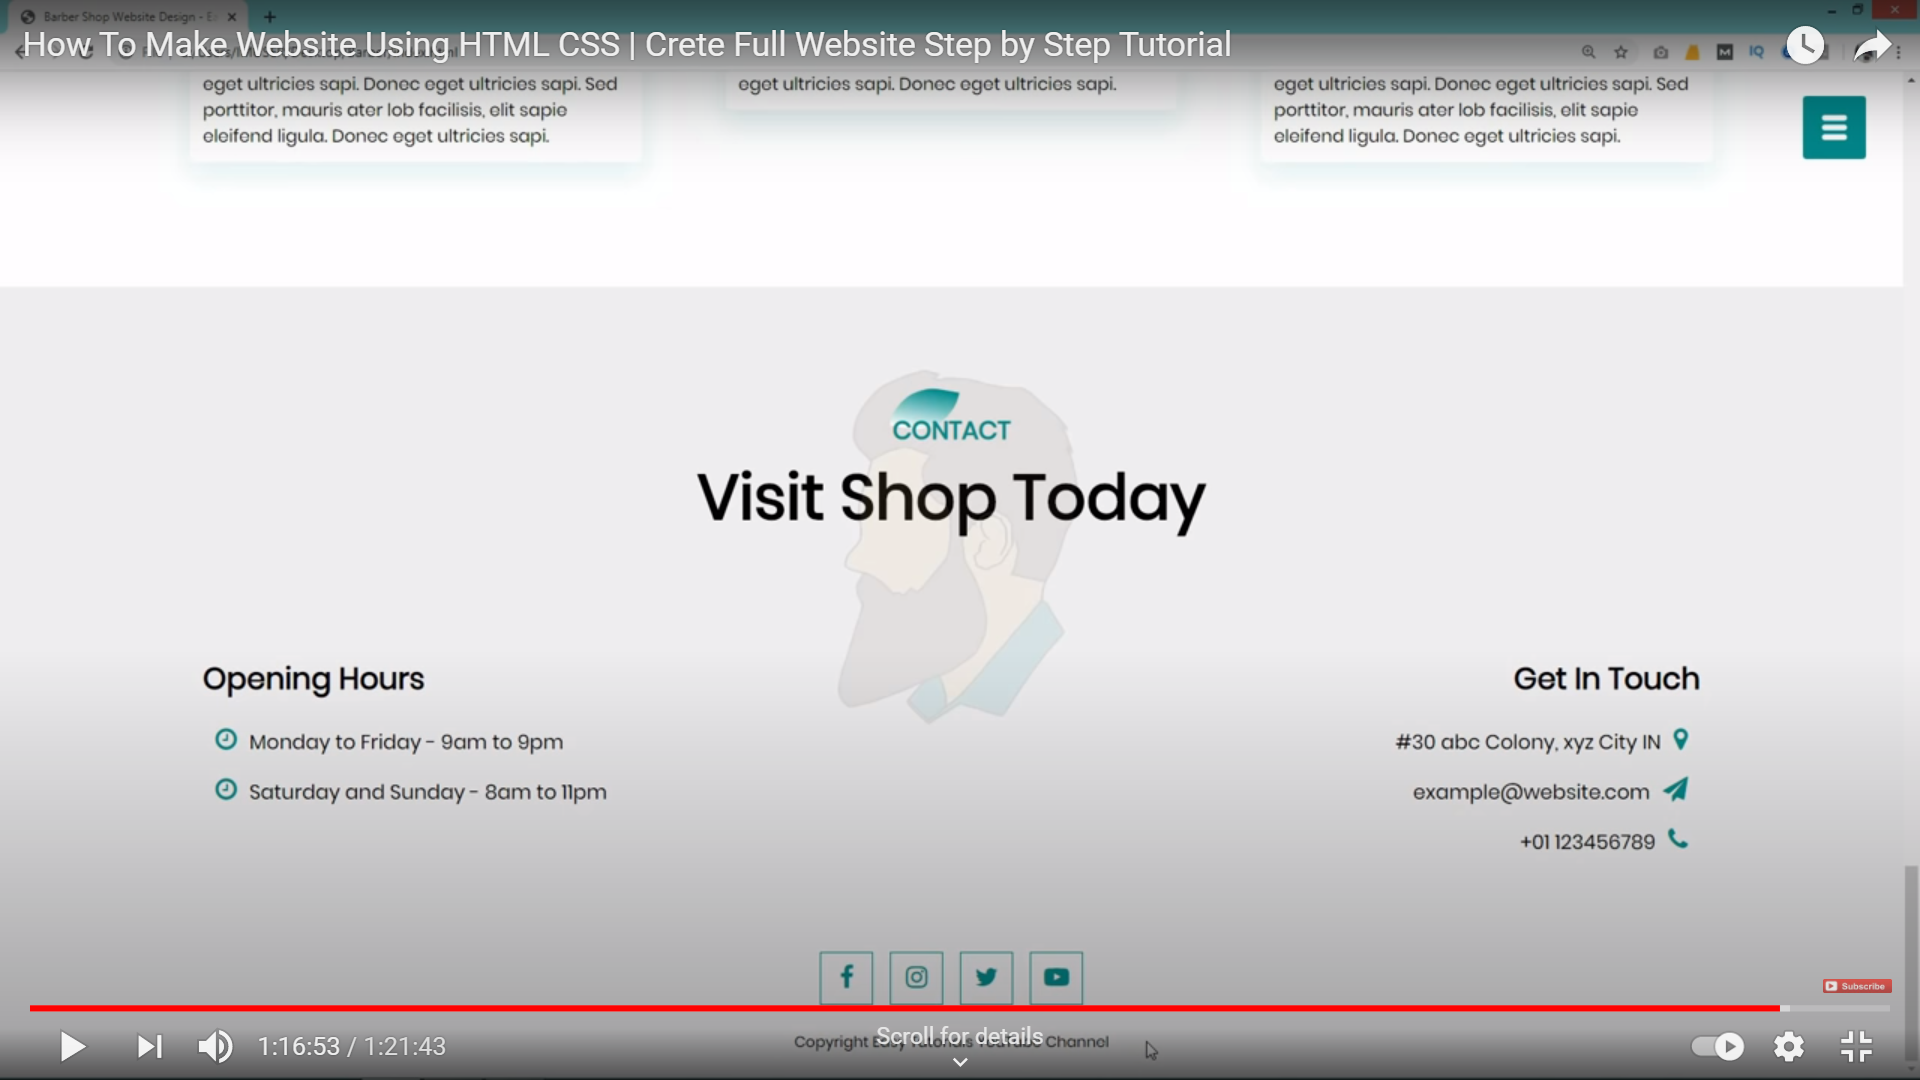 Barber Shop Website Design - E
How To Make Website Using HTML CSS | Crete Full Website Step by Step Tutorial
eget ultricies sapi. Donec eget ultricies sapi. Sed
porttitor, mauris ater lob facilisis, elit sapie
eleifend ligula. Donec eget ultricies sapi.
eget ultricies sapi. Donec eget ultricies sapi.
eget ultricies sapi. Donec eget ultricies sapi. Sed
porttitor, mauris ater lob facilisis, elit sapie
eleifend ligula. Donec eget ultricies sapi.
CONTACT
Visit Shop Today
Opening Hours
Monday to Friday - 9am to 9pm
Saturday and Sunday - 8am to 11pm
Get In Touch
#30 abc Colony, xyz City IN
example@website.com
+01 123456789
Subscribe
1:16:53 / 1:21:43
Scroll for details
Copyright Easy Tutorials YouTube Channel